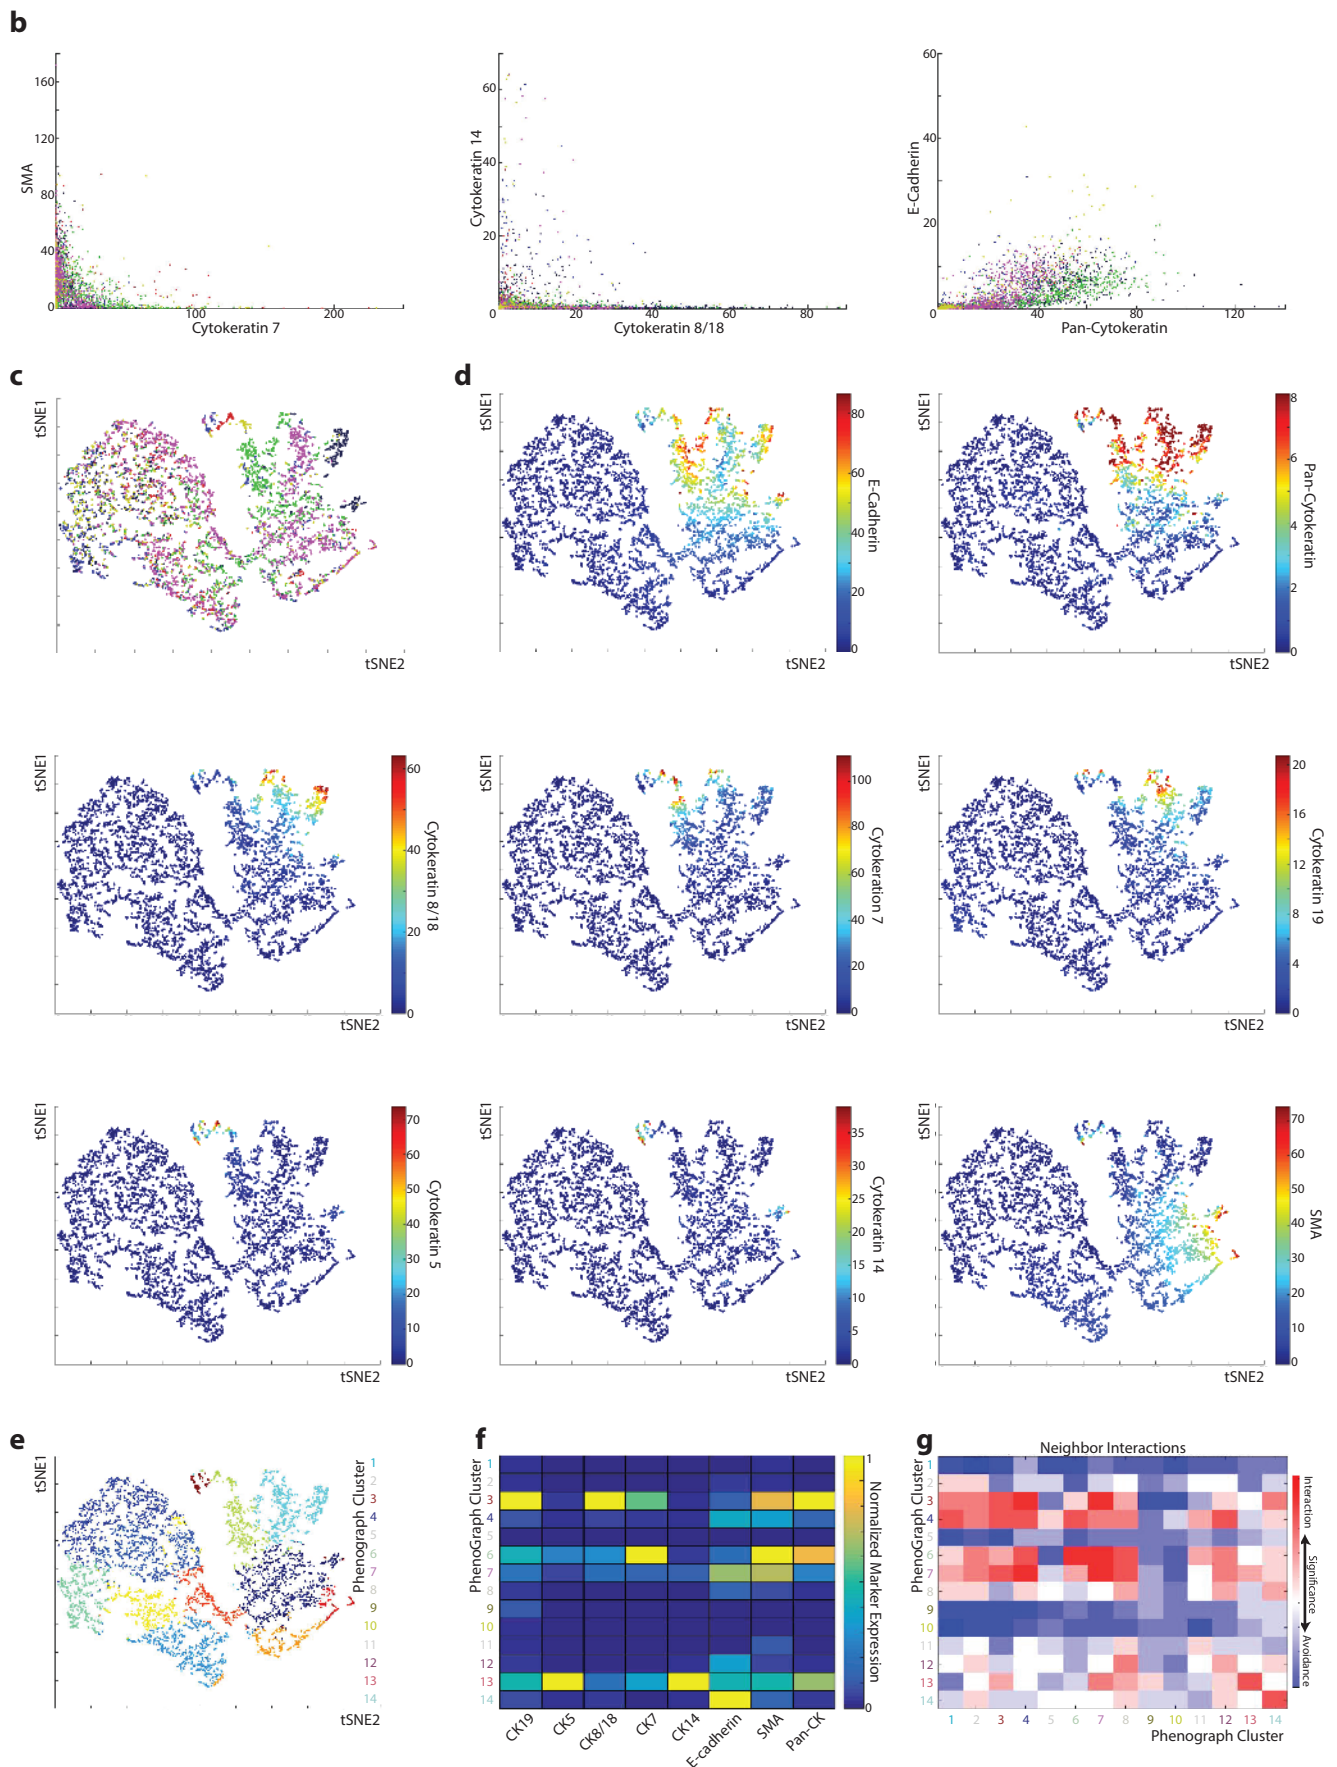 b
SMA
160
120
80
40
0
100
200
Cytokeratin 7
Cytokeratin 14
60
40
20
0
20
40
60
80
Cytokeratin 8/18
E-Cadherin
60
40
20
0
40
80
120
Pan-Cytokeratin
c
tSNE1
tSNE2
d
tSNE1
tSNE2
80
60
40
20
0
E-Cadherin
tSNE1
tSNE2
8
6
4
2
0
Pan-Cytokeratin
tSNE1
tSNE2
60
40
20
0
Cytokeratin 8/18
tSNE1
tSNE2
100
80
60
40
20
0
Cytokeration 7
tSNE1
tSNE2
20
16
12
8
4
0
Cytokeratin 19
tSNE1
tSNE2
70
60
50
40
30
20
10
0
Cytokeratin 5
tSNE1
tSNE2
35
30
25
20
15
10
5
0
Cytokeratin 14
tSNE1
tSNE2
70
60
50
40
30
20
10
0
SMA
e
tSNE1
tSNE2
Phenograph Cluster
1
2
3
4
5
6
7
8
9
10
11
12
13
14
f
PhenoGraph Cluster
1
2
3
4
5
6
7
8
9
10
11
12
13
14
CK19
CK5
CK8/18
CK7
CK14
E-cadherin
SMA
Pan-CK
1
0
Normalized Marker Expression
g
Neighbor Interactions
PhenoGraph Cluster
1
2
3
4
5
6
7
8
9
10
11
12
13
14
1 2 3 4 5 6 7 8 9 10 11 12 13 14
Phenograph Cluster
Interaction
Significance
Avoidance